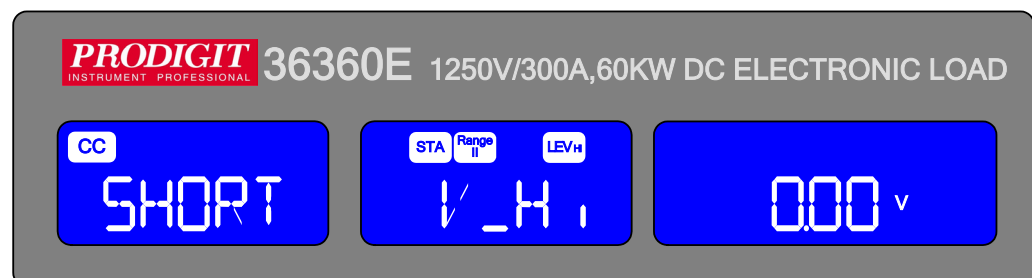 PRODIGIT 36360E 1250V/300A,60KW DC ELECTRONIC LOAD
INSTRUMENT PROFESSIONAL
CC STA Range II LEV HI
SHORT V_Hi 0.00 V